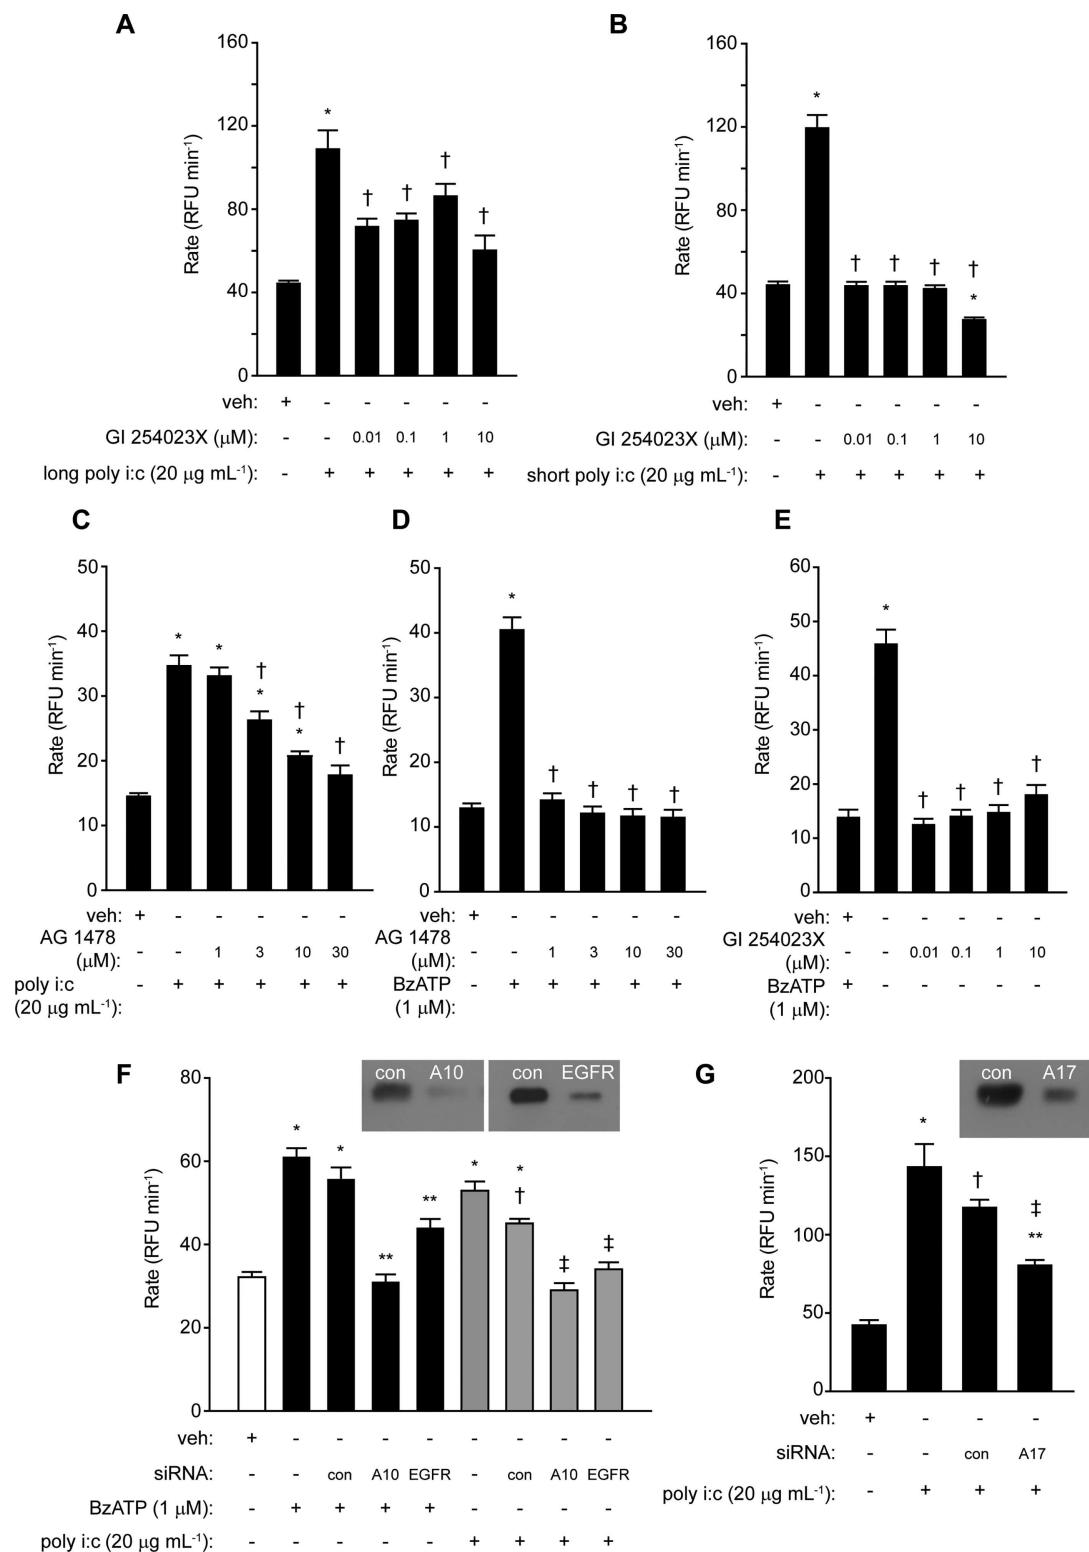 A
160
120
80
40
0
Rate (RFU min-1)
* † † † †
veh: + - - - - -
GI 254023X (μM): - - 0.01 0.1 1 10
long poly i:c (20 μg mL-1): - + + + + +
B
160
120
80
40
0
Rate (RFU min-1)
* † † † †
*
veh: + - - - - -
GI 254023X (μM): - - 0.01 0.1 1 10
short poly i:c (20 μg mL-1): - + + + + +
C
50
40
30
20
10
0
Rate (RFU min-1)
* * † † †
* *
veh: + - - - - -
AG 1478
(μM): - - 1 3 10 30
poly i:c - + + + + +
(20 μg mL-1):
D
50
40
30
20
10
0
Rate (RFU min-1)
* † † † †
veh: + - - - - -
AG 1478
(μM): - - 1 3 10 30
BzATP - + + + + +
(1 μM):
E
60
50
40
30
20
10
0
Rate (RFU min-1)
* † † † †
veh: + - - - - -
GI 254023X
(μM): - - 0.01 0.1 1 10
BzATP + - - - - -
(1 μM):
F
con A10
con EGFR
80
60
40
20
0
Rate (RFU min-1)
* * ** ** * * ‡ ‡
†
veh: + - - - - - - - -
siRNA: - - con A10 EGFR - con A10 EGFR
BzATP (1 μM): - + + + + - - - -
poly i:c (20 μg mL-1): - - - - - + + + +
G
con A17
200
150
100
50
0
Rate (RFU min-1)
* † ‡
**
veh: + - - -
siRNA: - - con A17
poly i:c (20 μg mL-1): - + + +